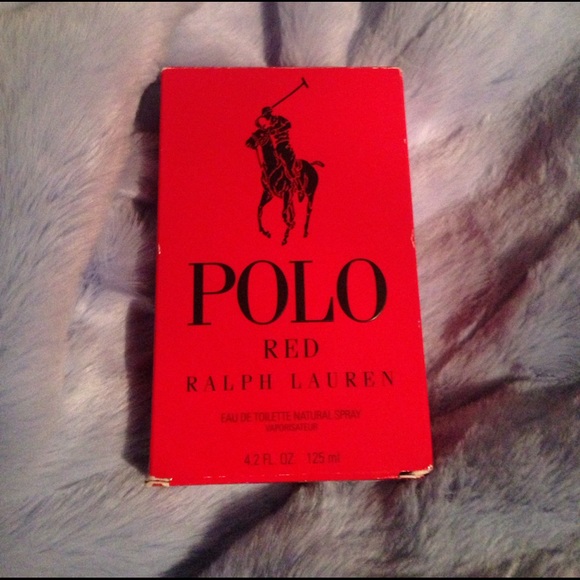 POLO
RED
RALPH LAUREN
EAU DE TOILETTE NATURAL SPRAY
VAPORISATEUR
4.2 FL. OZ. 125 ml